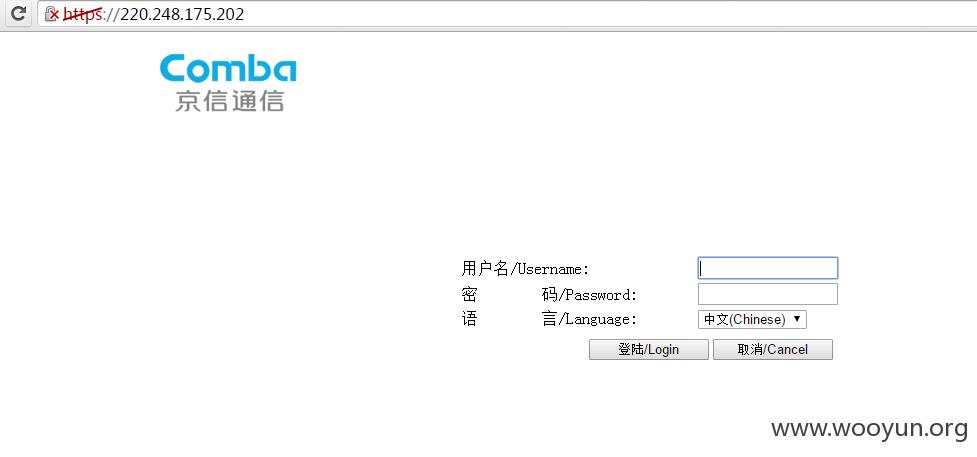 https://220.248.175.202
Comba
京信通信
用户名/Username:
密 码/Password:
语 言/Language: 中文(Chinese)
登陆/Login 取消/Cancel
www.wooyun.org